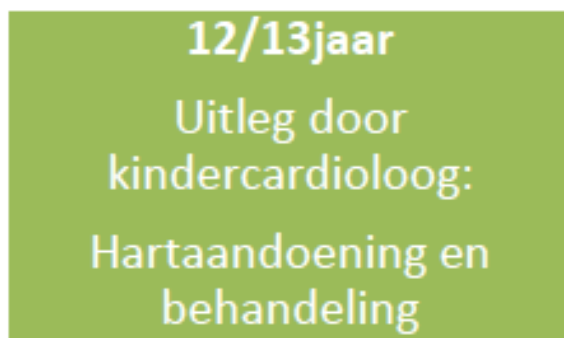 12/13jaar
Uitleg door
kindercardioloog:
Hartaandoening en
behandeling